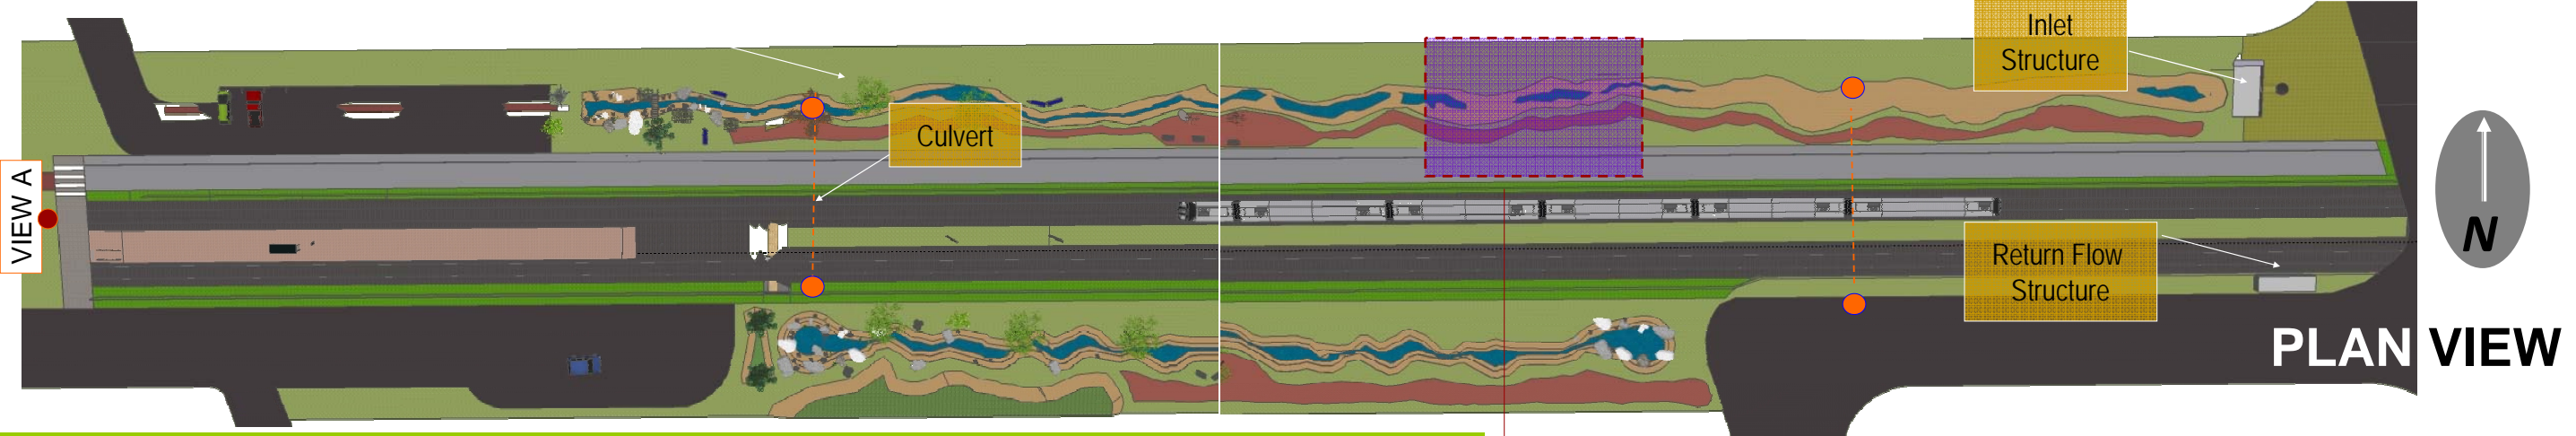 Inlet
Structure
Culvert
VIEW A
N
Return Flow
Structure
PLAN VIEW